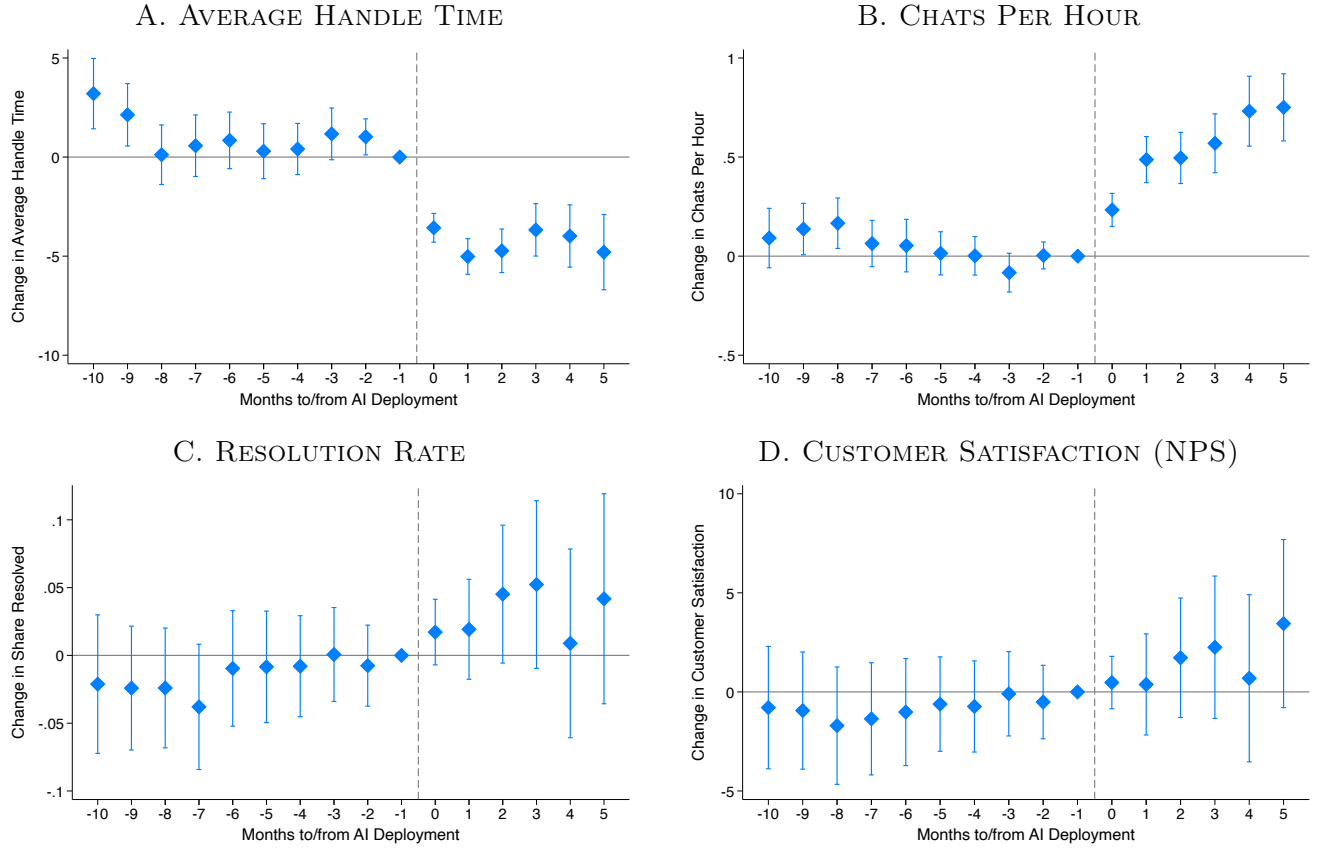 A. Average Handle Time
Change in Average Handle Time
5
0
-5
-10
-10 -9 -8 -7 -6 -5 -4 -3 -2 -1 0 1 2 3 4 5
Months to/from AI Deployment
B. Chats Per Hour
Change in Chats Per Hour
1
.5
0
-.5
-10 -9 -8 -7 -6 -5 -4 -3 -2 -1 0 1 2 3 4 5
Months to/from AI Deployment
C. Resolution Rate
Change in Share Resolved
.1
.05
0
-.05
-.1
-10 -9 -8 -7 -6 -5 -4 -3 -2 -1 0 1 2 3 4 5
Months to/from AI Deployment
D. Customer Satisfaction (NPS)
Change in Customer Satisfaction
10
5
0
-5
-10 -9 -8 -7 -6 -5 -4 -3 -2 -1 0 1 2 3 4 5
Months to/from AI Deployment